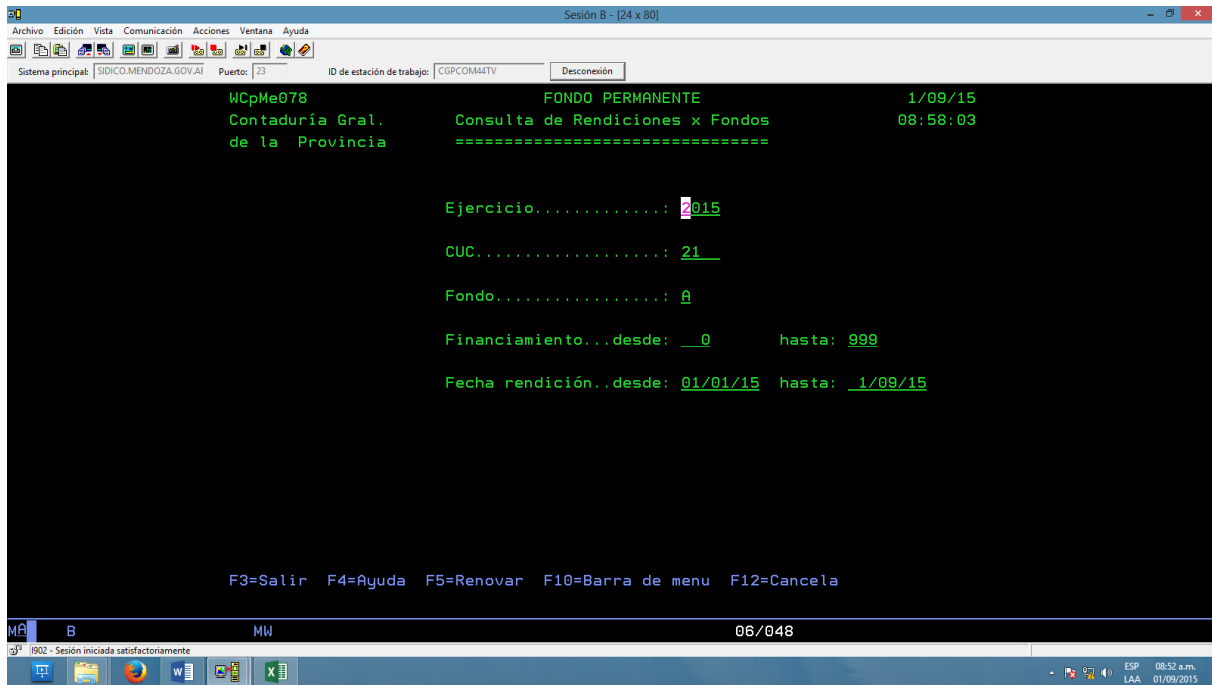 Sesión B - [24 x 80]
Archivo Edición Vista Comunicación Acciones Ventana Ayuda
Sistema principal: SIDICO.MENDOZA.GOV.AF Puerto: 23 ID de estación de trabajo: CGPCOM44TV Desconexión
WCpMe078 FONDO PERMANENTE 1/09/15
Contaduría Gral. Consulta de Rendiciones x Fondos 08:58:03
de la Provincia ================================
Ejercicio.............: 2015
CUC...................: 21
Fondo.................: A
Financiamiento...desde: 0 hasta: 999
Fecha rendición..desde: 01/01/15 hasta: 1/09/15
F3=Salir F4=Ayuda F5=Renovar F10=Barra de menu F12=Cancela
MA B MW 06/048
I902 - Sesión iniciada satisfactoriamente
ESP 08:52 a.m.
LAA 01/09/2015